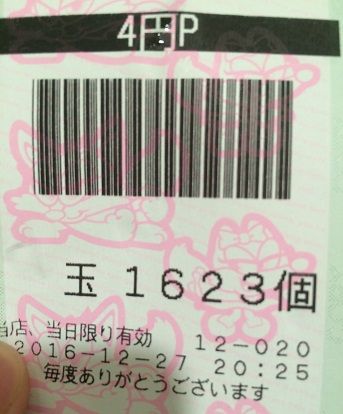 4円P
玉 1623個
当店、当日限り有効 12-020
2016-12-27 20:25
毎度ありがとうございます